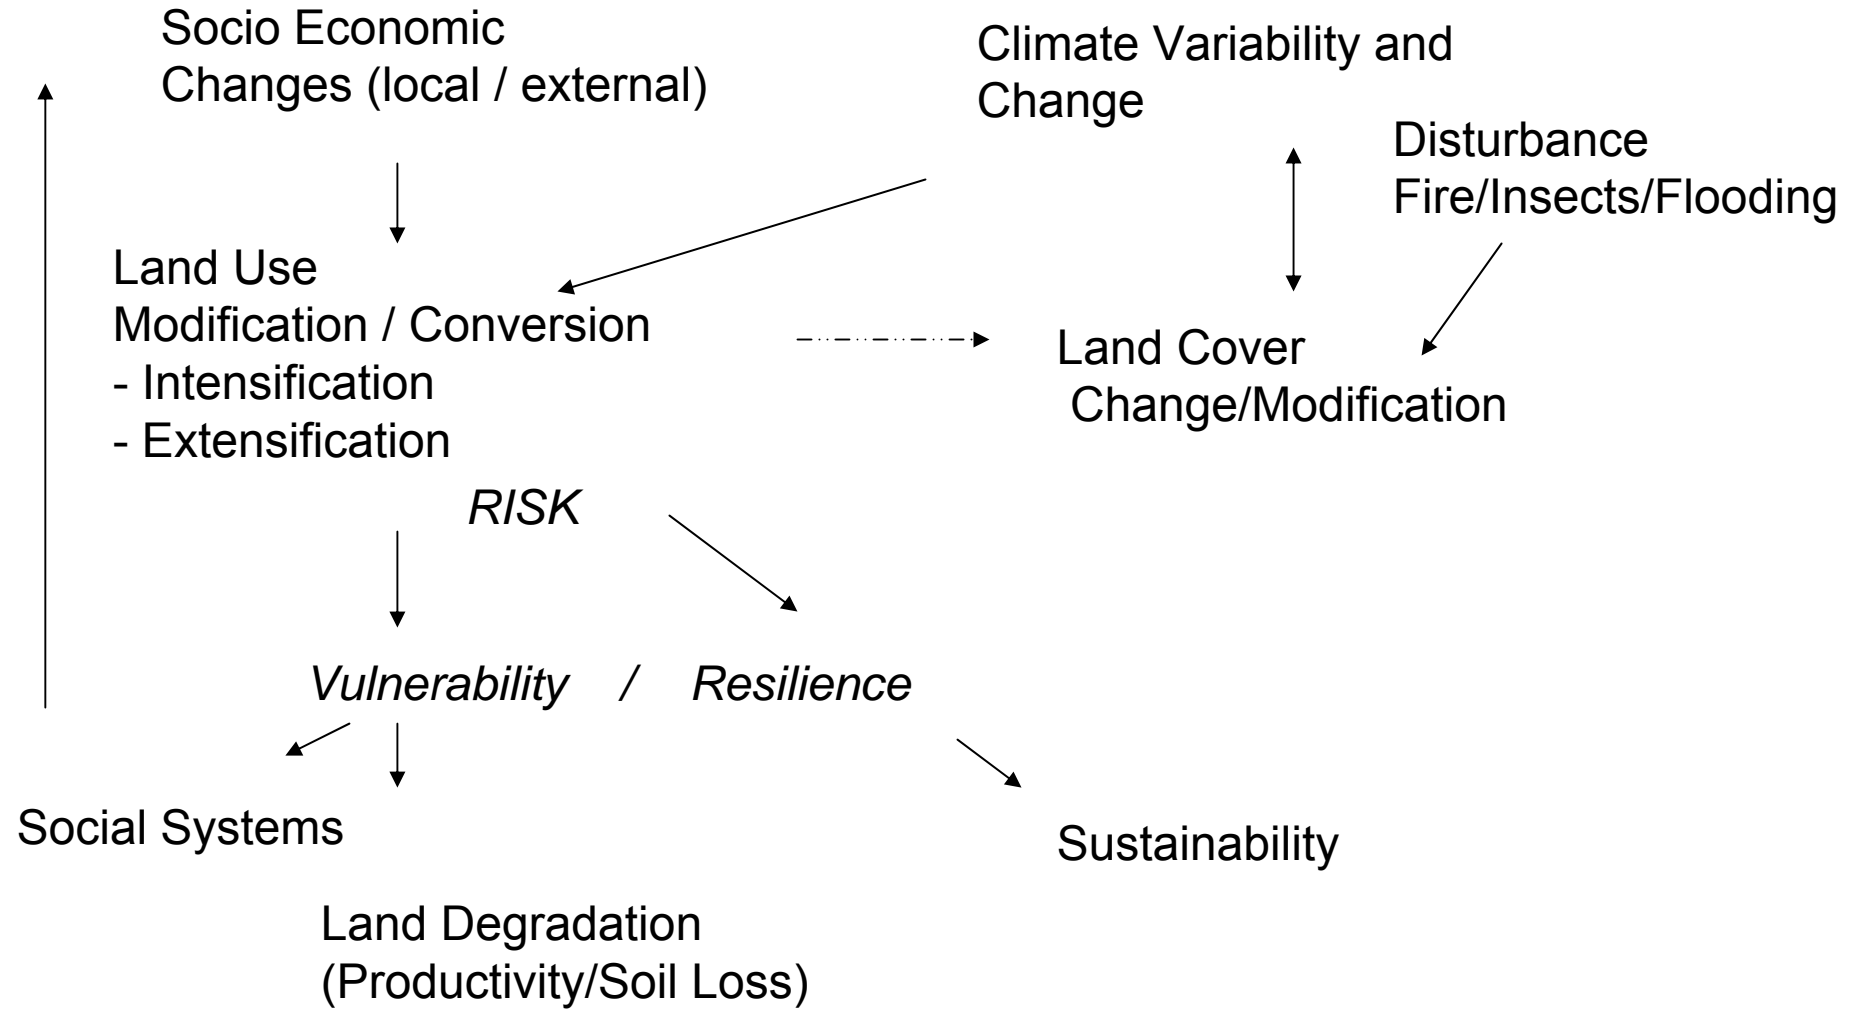 Socio Economic
Changes (local / external)
Climate Variability and
Change
Disturbance
Fire/Insects/Flooding
Land Use
Modification / Conversion
- Intensification
- Extensification
Land Cover
Change/Modification
RISK
Vulnerability / Resilience
Social Systems
Sustainability
Land Degradation
(Productivity/Soil Loss)